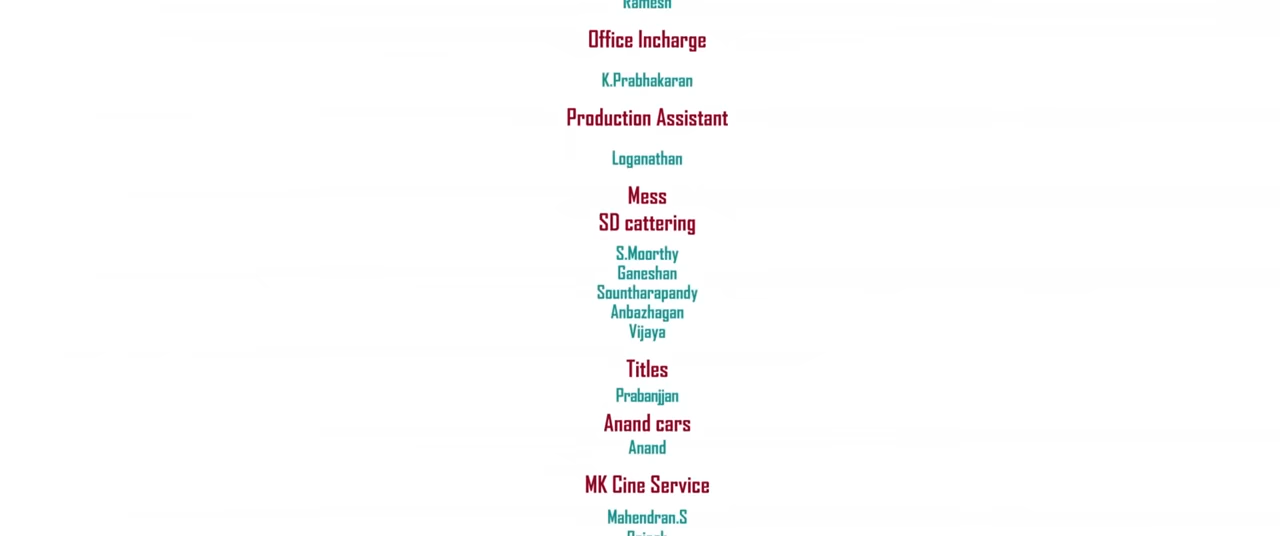 Ramesh
Office Incharge
K.Prabhakaran
Production Assistant
Loganathan
Mess
SD cattering
S.Moorthy
Ganeshan
Sountharapandy
Anbazhagan
Vijaya
Titles
Prabanjjan
Anand cars
Anand
MK Cine Service
Mahendran.S